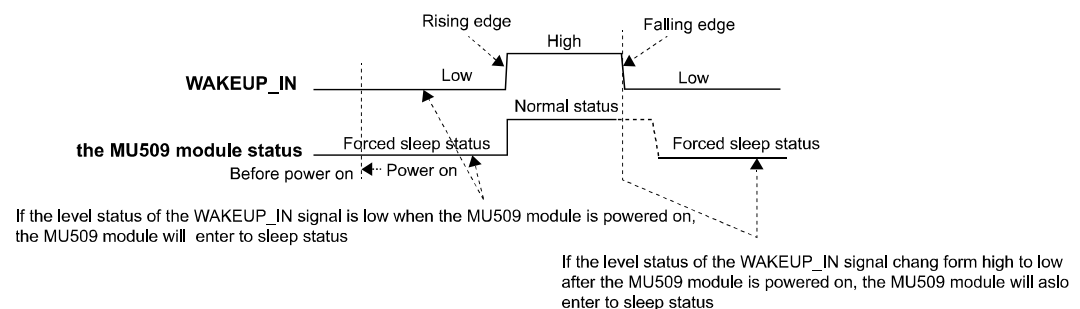 Rising edge
Falling edge
High
WAKEUP_IN
Low
Low
Normal status
the MU509 module status
Forced sleep status
Forced sleep status
Before power on
Power on
If the level status of the WAKEUP_IN signal is low when the MU509 module is powered on,
the MU509 module will enter to sleep status
If the level status of the WAKEUP_IN signal chang form high to low
after the MU509 module is powered on, the MU509 module will aslo
enter to sleep status